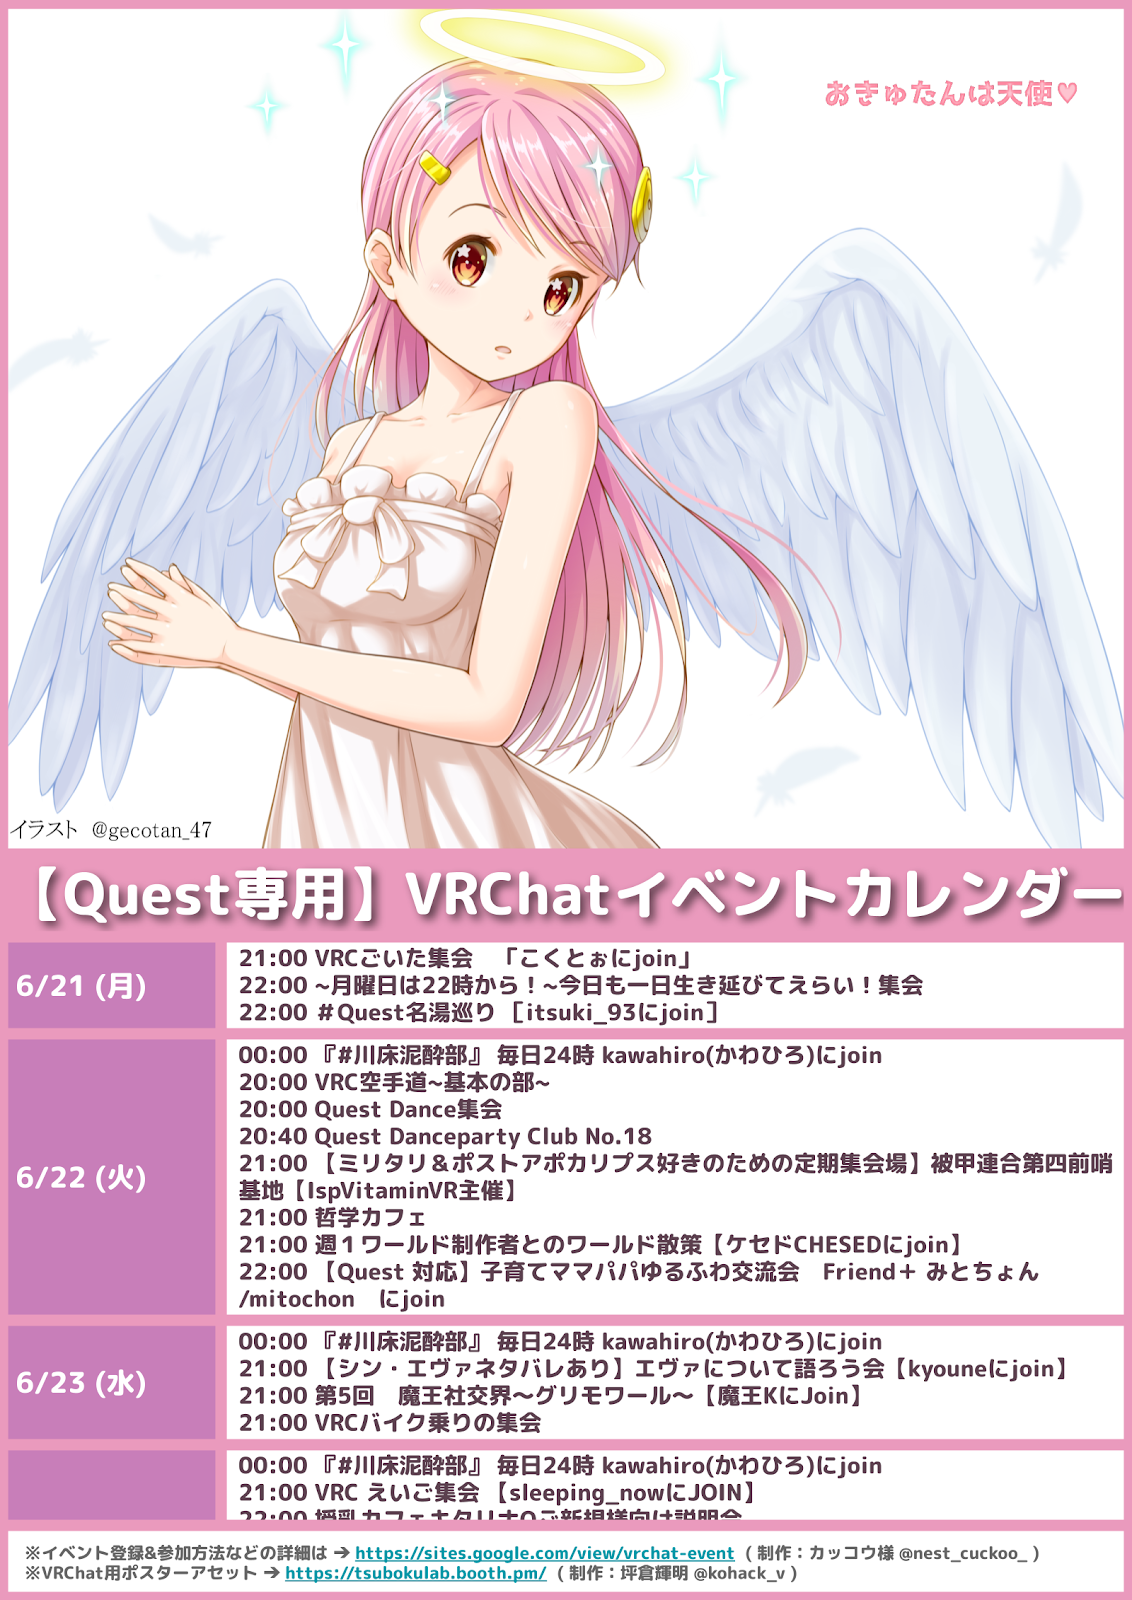 おきゅたんは天使♥
イラスト @gecotan_47
【Quest専用】VRChatイベントカレンダー
6/21 (月)
21:00 VRCごいた集会 「こくとぉにjoin」
22:00 ~月曜日は22時から！~今日も一日生き延びてえらい！集会
22:00 ＃Quest名湯巡り ［itsuki_93にjoin］
6/22 (火)
00:00 『#川床泥酔部』 毎日24時 kawahiro(かわひろ)にjoin
20:00 VRC空手道~基本の部~
20:00 Quest Dance集会
20:40 Quest Danceparty Club No.18
21:00 【ミリタリ＆ポストアポカリプス好きのための定期集会場】被甲連合第四前哨
基地【IspVitaminVR主催】
21:00 哲学カフェ
21:00 週１ワールド制作者とのワールド散策【ケセドCHESEDにjoin】
22:00 【Quest 対応】子育てママパパゆるふわ交流会 Friend＋ みとちょん
/mitochon にjoin
6/23 (水)
00:00 『#川床泥酔部』 毎日24時 kawahiro(かわひろ)にjoin
21:00 【シン・エヴァネタバレあり】エヴァについて語ろう会【kyouneにjoin】
21:00 第5回 魔王社交界～グリモワール～【魔王KにJoin】
21:00 VRCバイク乗りの集会
00:00 『#川床泥酔部』 毎日24時 kawahiro(かわひろ)にjoin
21:00 VRC えいご集会 【sleeping_nowにJOIN】
22:00 授乳カフェキタリナQご新規様向け説明会
※イベント登録&参加方法などの詳細は → https://sites.google.com/view/vrchat-event ( 制作：カッコウ様 @nest_cuckoo_ )
※VRChat用ポスターアセット → https://tsubokulab.booth.pm/ ( 制作：坪倉輝明 @kohack_v )